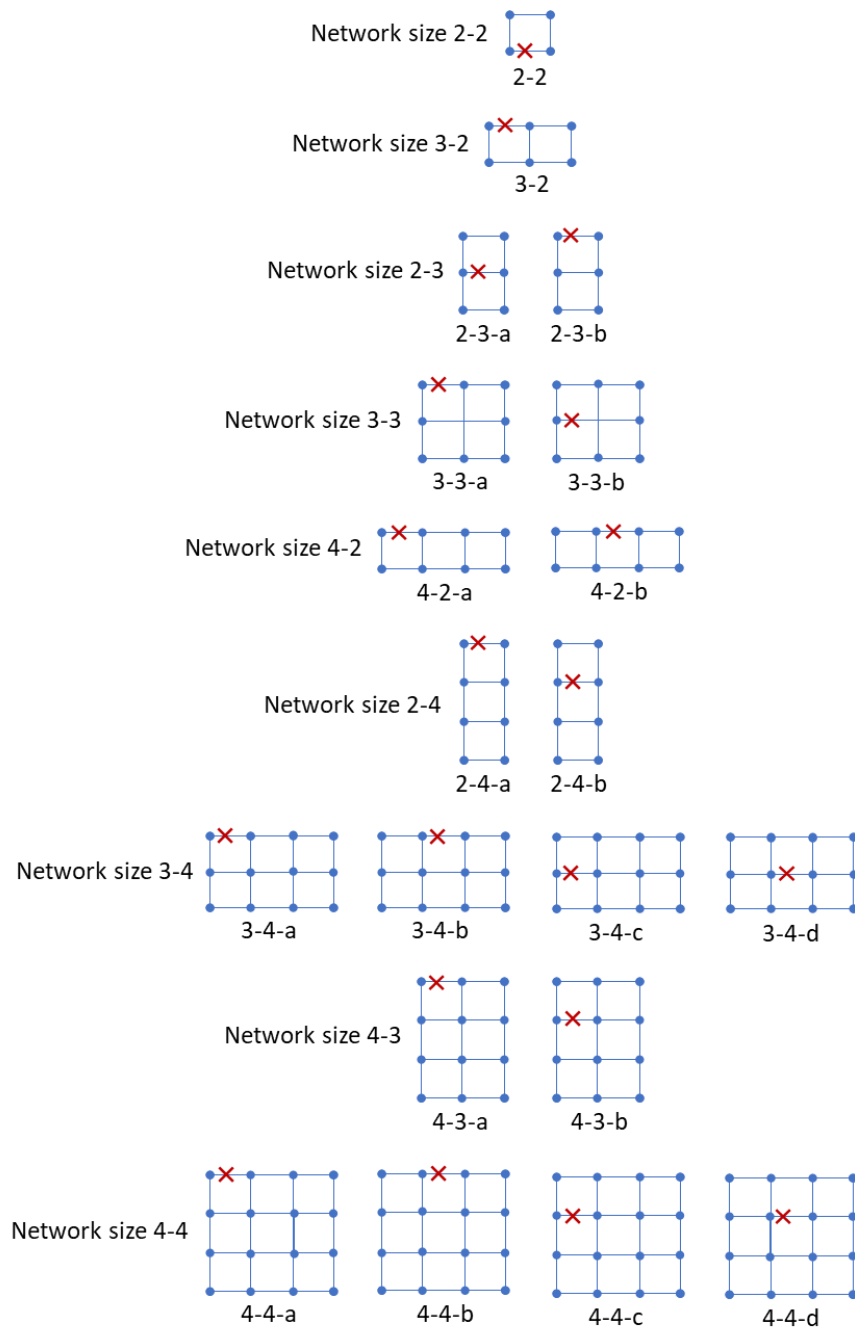 Network size 2-2
2-2
Network size 3-2
3-2
Network size 2-3
2-3-a 2-3-b
Network size 3-3
3-3-a 3-3-b
Network size 4-2
4-2-a 4-2-b
Network size 2-4
2-4-a 2-4-b
Network size 3-4
3-4-a 3-4-b 3-4-c 3-4-d
Network size 4-3
4-3-a 4-3-b
Network size 4-4
4-4-a 4-4-b 4-4-c 4-4-d